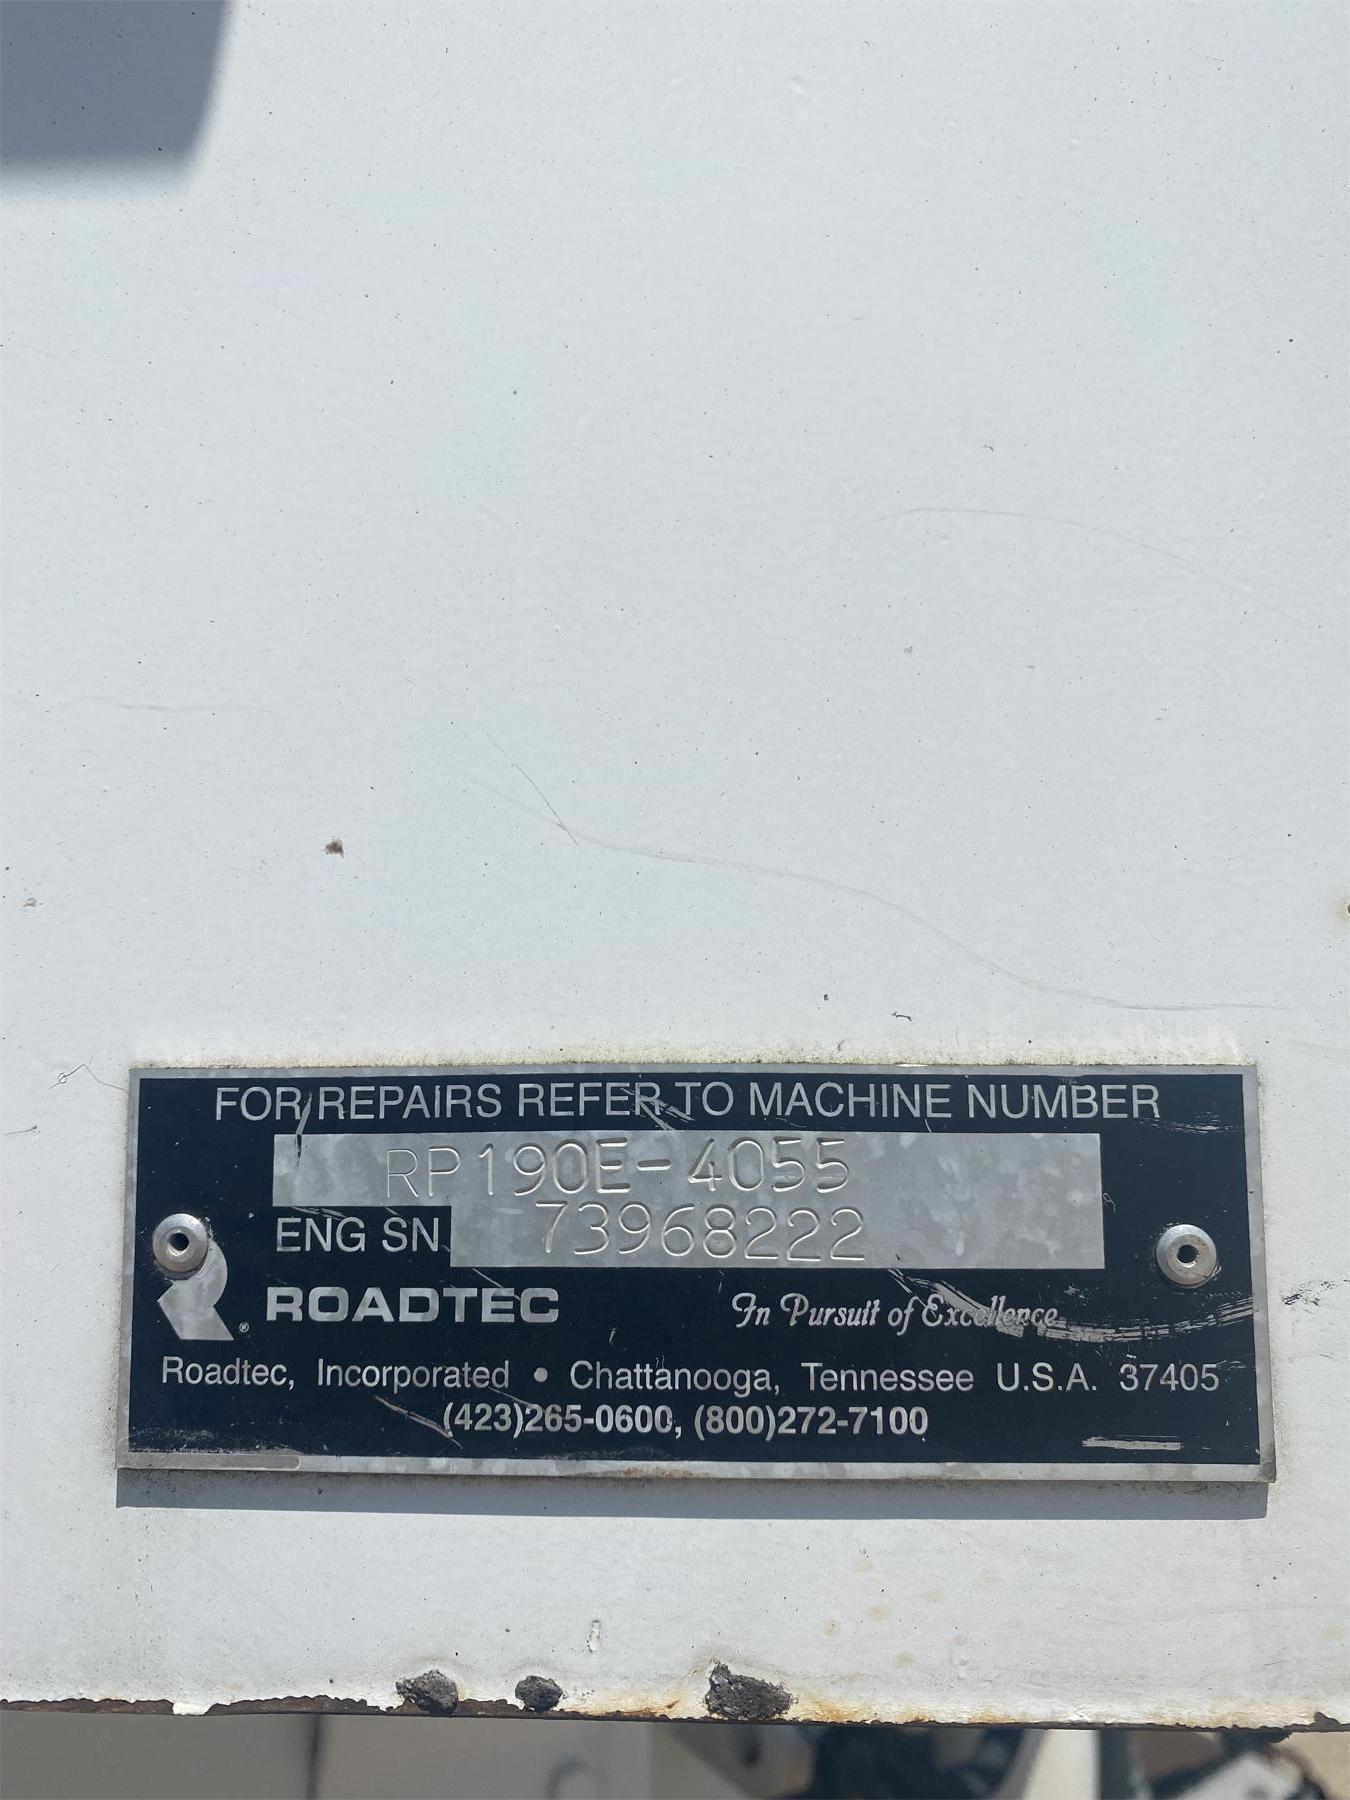 FOR REPAIRS REFER TO MACHINE NUMBER
RP190E-4055
ENG SN 73968222
R® ROADTEC In Pursuit of Excellence
Roadtec, Incorporated • Chattanooga, Tennessee U.S.A. 37405
(423)265-0600, (800)272-7100